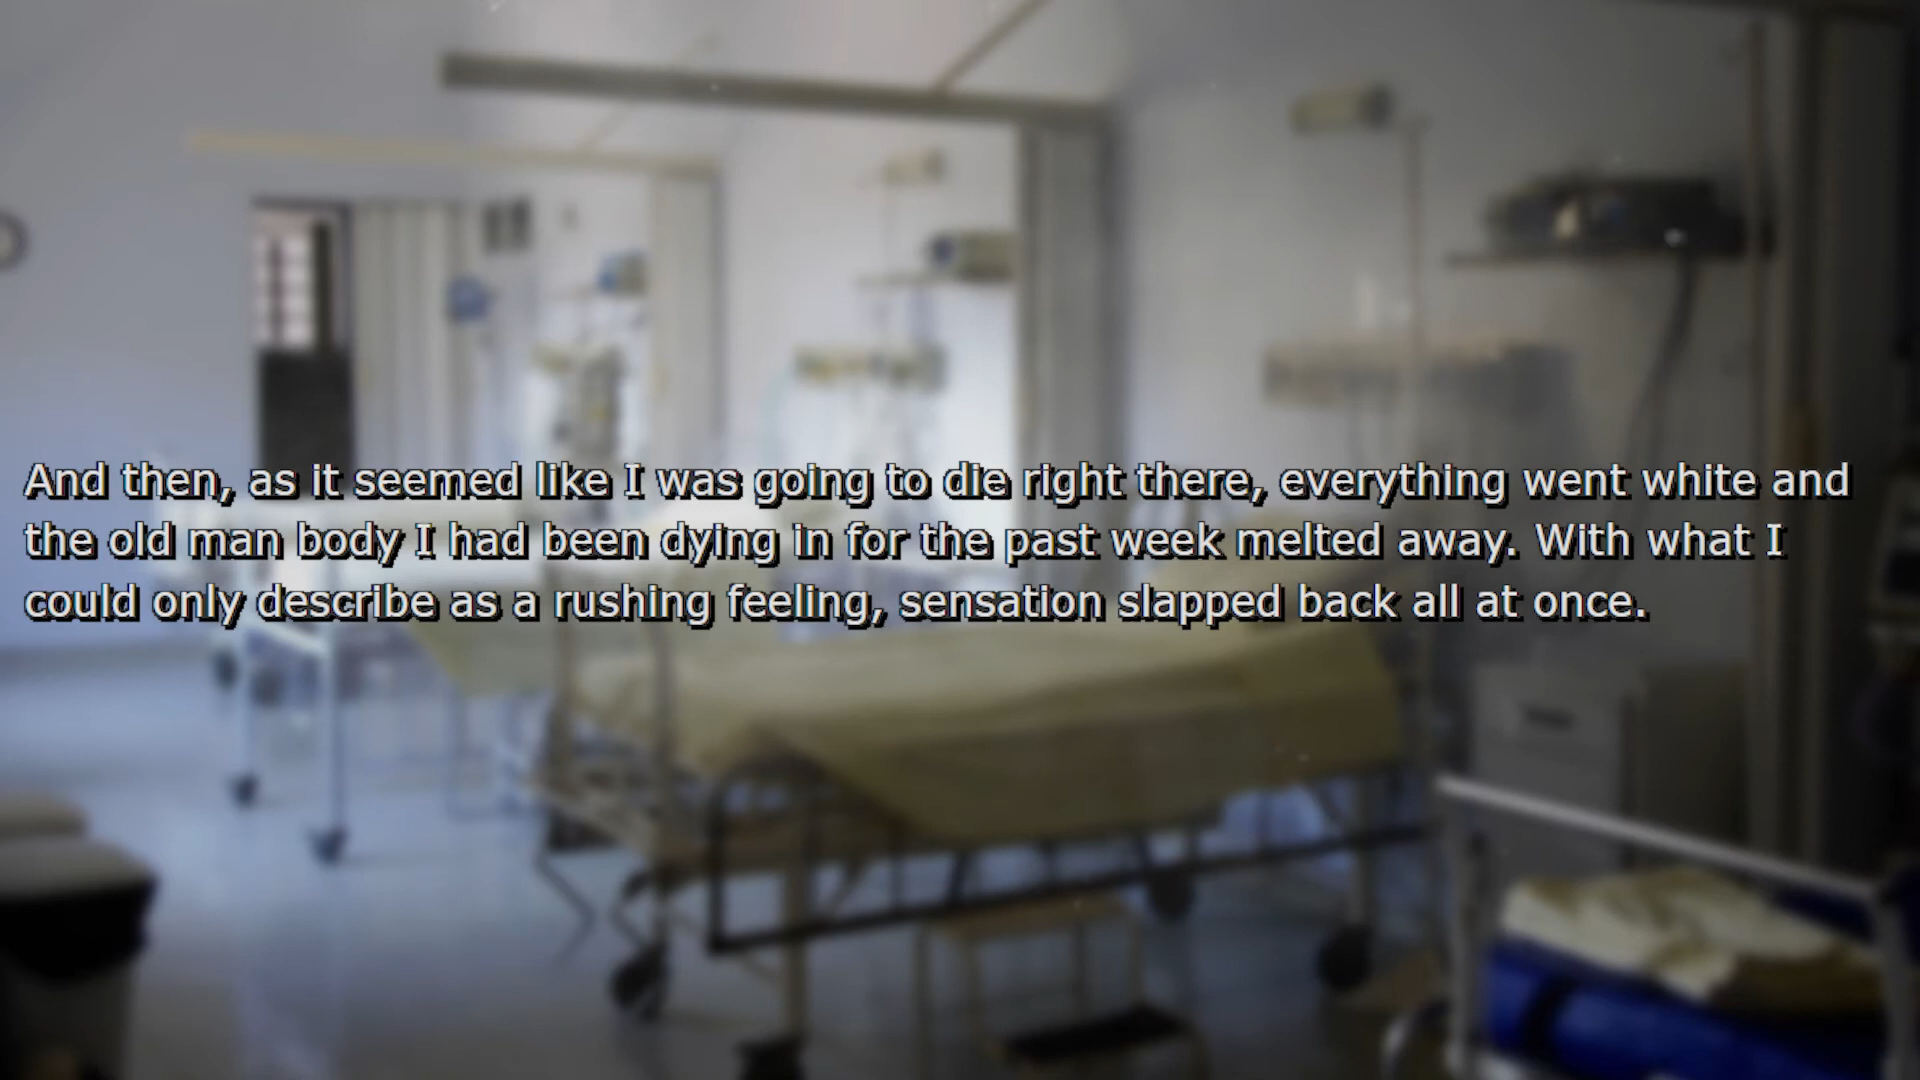 And then, as it seemed like I was going to die right there, everything went white and
the old man body I had been dying in for the past week melted away. With what I
could only describe as a rushing feeling, sensation slapped back all at once.